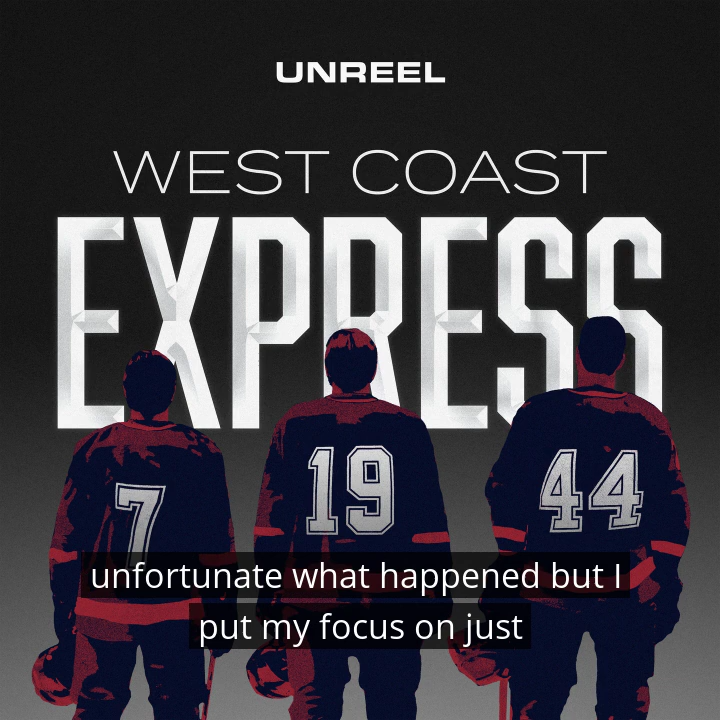 UNREEL
WEST COAST
EXPRESS
7
19
44
unfortunate what happened but I
put my focus on just